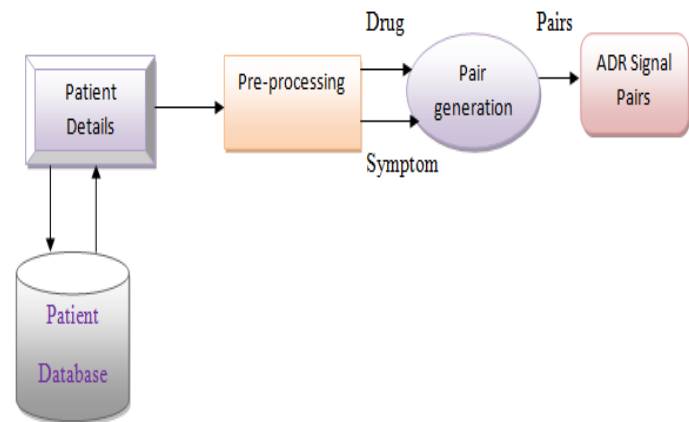 Drug
Pairs
Patient
Details
Pre-processing
Pair
generation
ADR Signal
Pairs
Symptom
Patient
Database